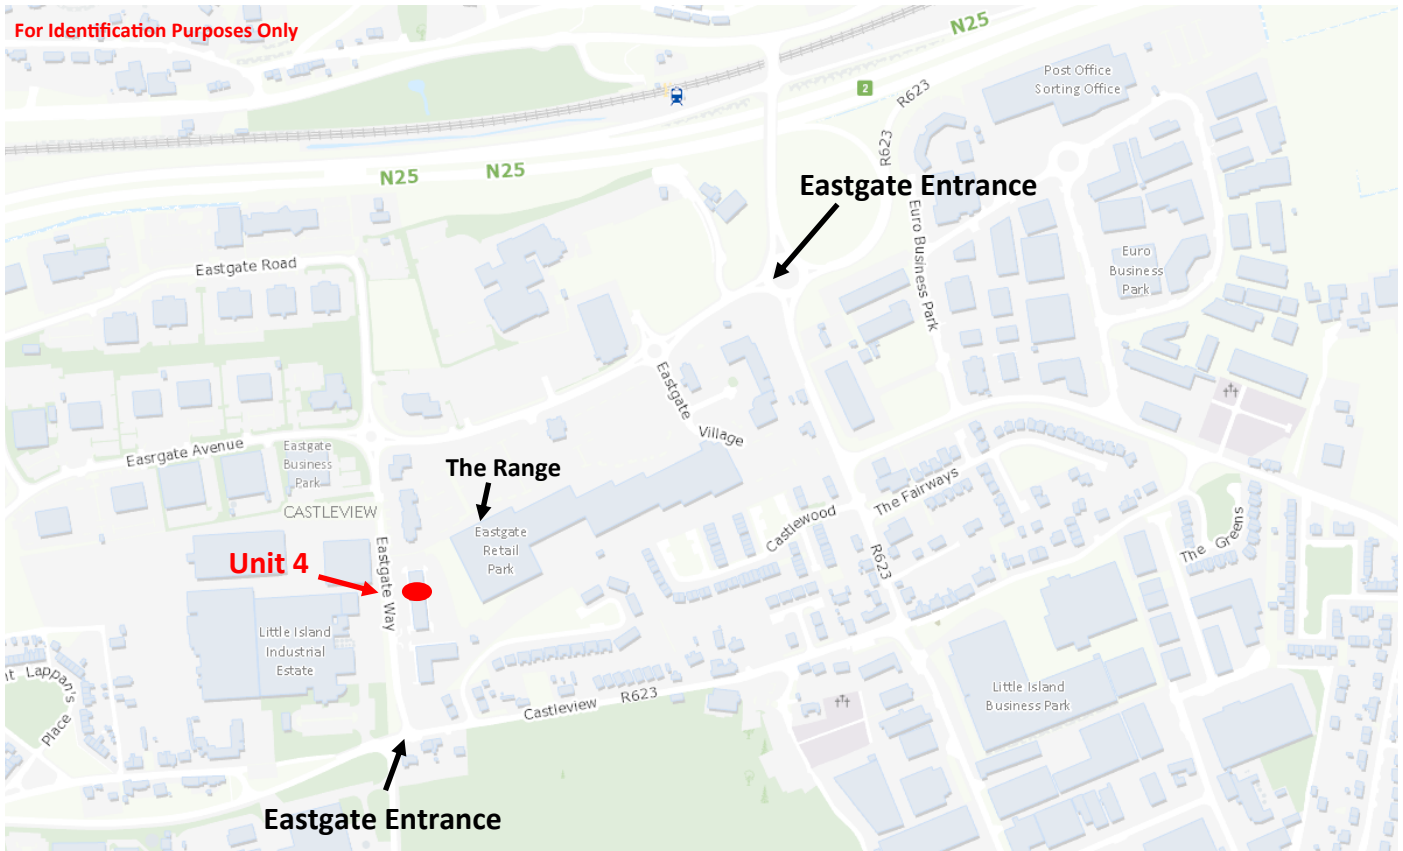 For Identification Purposes Only
N25
Post Office
Sorting Office
2
R623
R623
N25
N25
Eastgate Entrance
Euro Business Park
Euro
Business
Park
Eastgate Road
Eastgate
Village
Easrgate Avenue
Eastgate
Business
Park
The Range
CASTLEVIEW
Eastgate
Retail
Park
The Fairways
Castlewood
The Greens
R623
Unit 4
Eastgate Way
Little Island
Industrial
Estate
nt Lappan's
Place
Little Island
Business Park
Castleview
R623
Eastgate Entrance